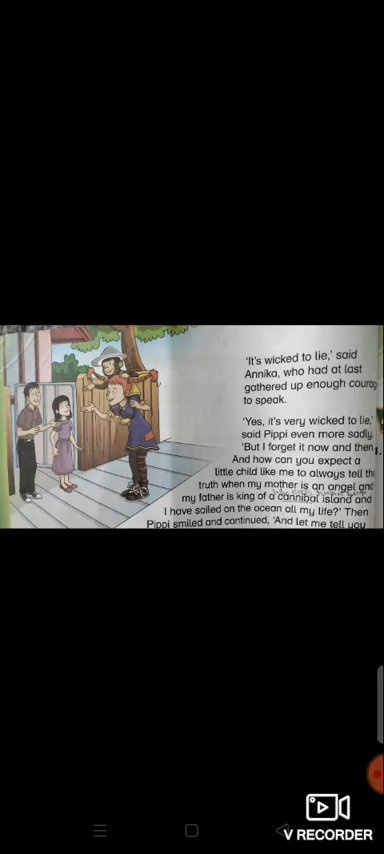 'It's wicked to lie,' said
Annika, who had at last
gathered up enough courag
to speak.
'Yes, it's very wicked to lie,'
said Pippi even more sadly.
'But I forget it now and then.
And how can you expect a
little child like me to always tell the
truth when my mother is an angel and
my father is king of a cannibal island and
I have sailed on the ocean all my life?' Then
Pippi smiled and continued, 'And let me tell you
V RECORDER